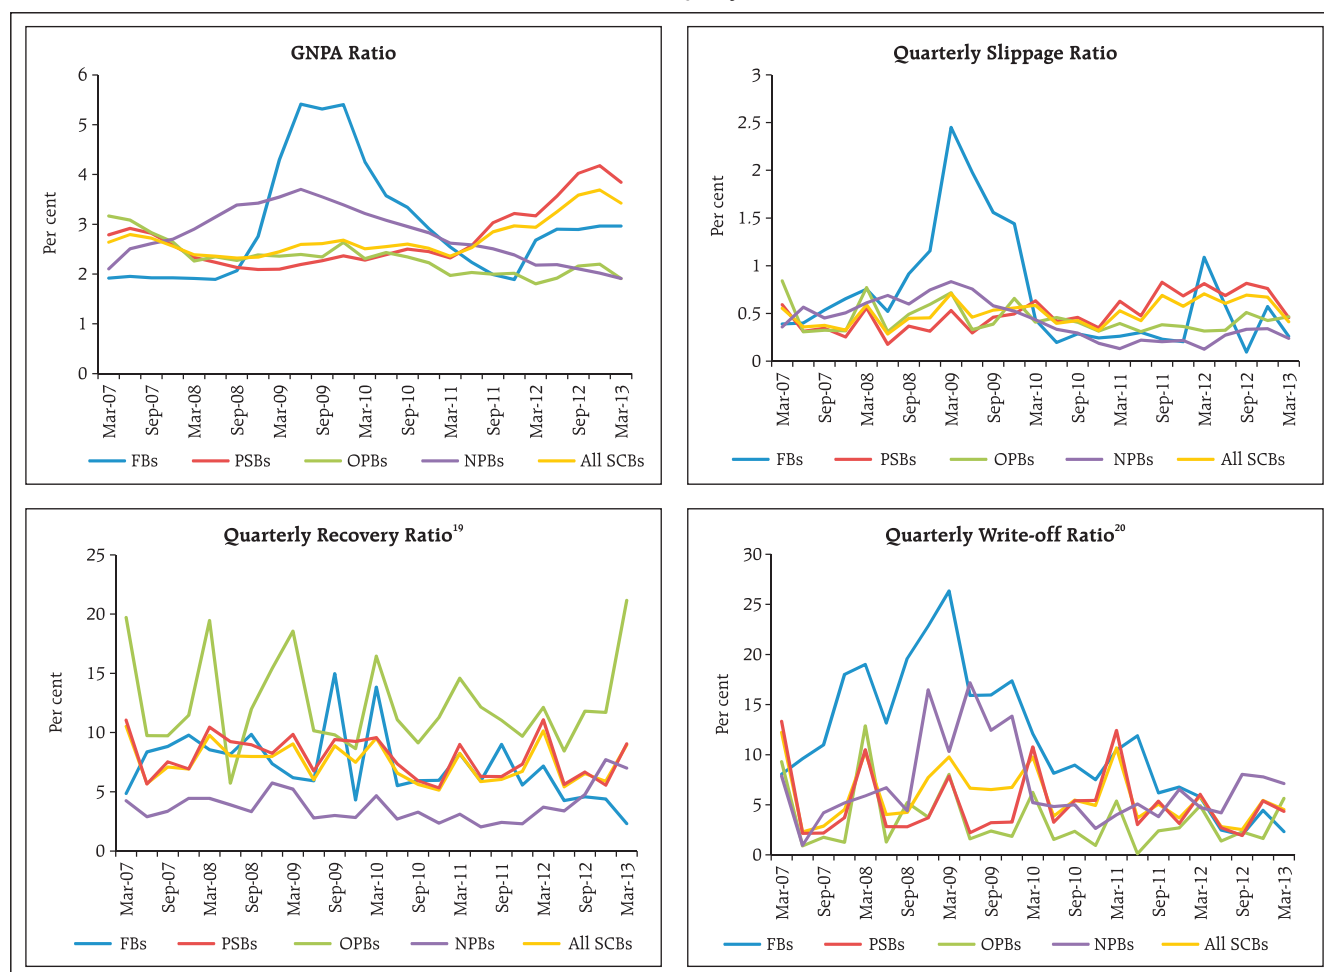 GNPA Ratio
6
5
4
3
2
1
0
Per cent
Mar-07
Sep-07
Mar-08
Sep-08
Mar-09
Sep-09
Mar-10
Sep-10
Mar-11
Sep-11
Mar-12
Sep-12
Mar-13
FBs PSBs OPBs NPBs All SCBs
Quarterly Slippage Ratio
3
2.5
2
1.5
1
0.5
0
Per cent
Mar-07
Sep-07
Mar-08
Sep-08
Mar-09
Sep-09
Mar-10
Sep-10
Mar-11
Sep-11
Mar-12
Sep-12
Mar-13
FBs PSBs OPBs NPBs All SCBs
Quarterly Recovery Ratio¹⁹
25
20
15
10
5
0
Per cent
Mar-07
Sep-07
Mar-08
Sep-08
Mar-09
Sep-09
Mar-10
Sep-10
Mar-11
Sep-11
Mar-12
Sep-12
Mar-13
FBs PSBs OPBs NPBs All SCBs
Quarterly Write-off Ratio²⁰
30
25
20
15
10
5
0
Per cent
Mar-07
Sep-07
Mar-08
Sep-08
Mar-09
Sep-09
Mar-10
Sep-10
Mar-11
Sep-11
Mar-12
Sep-12
Mar-13
FBs PSBs OPBs NPBs All SCBs